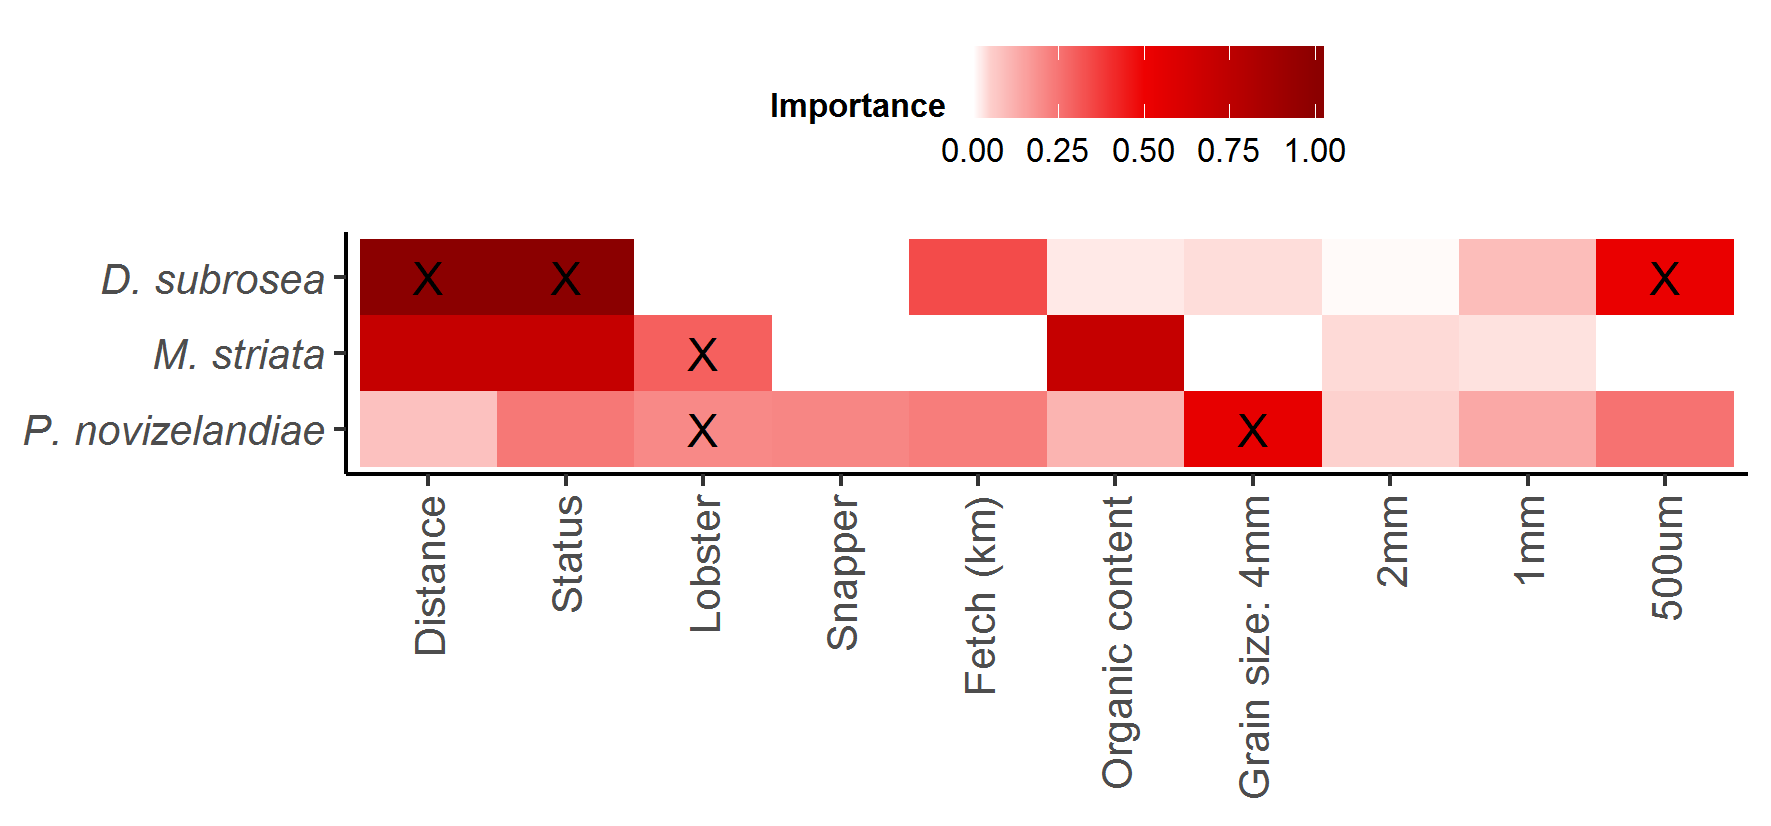 Importance
0.00 0.25 0.50 0.75 1.00
D. subrosea X X X
M. striata X
P. novizelandiae X X
Distance
Status
Lobster
Snapper
Fetch (km)
Organic content
Grain size: 4mm
2mm
1mm
500um